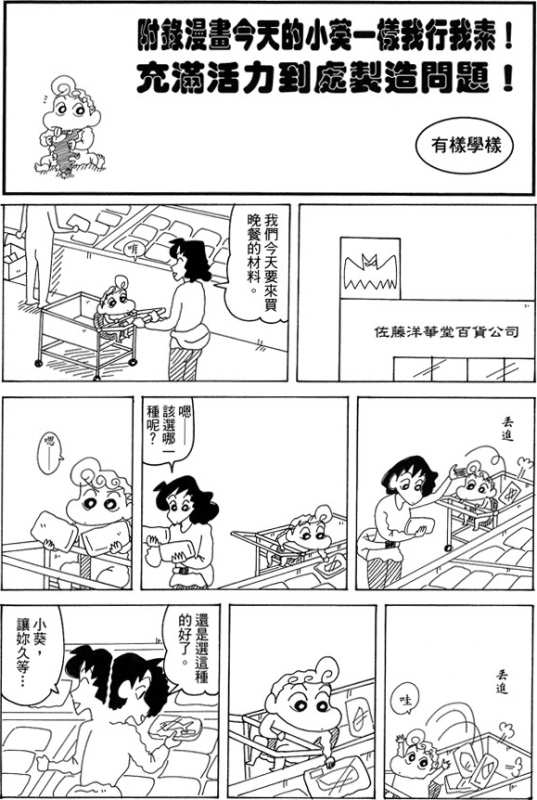 附錄漫畫今天的小葵一樣我行我素！
充滿活力到處製造問題！
有樣學樣
佐藤洋華堂百貨公司
我們今天要來買
晚餐的材料。
唷
丟進
嗯──
該選哪一
種呢？
嗯──
丟進
哇
還是選這種
的好了。
小葵，
讓妳久等…